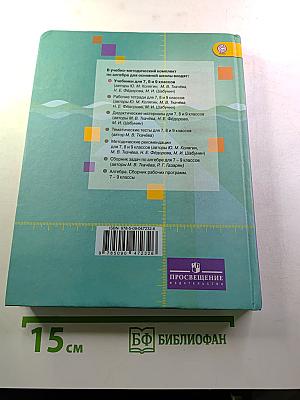 В учебно-методический комплект
по алгебре для основной школы входят:
Учебники для 7, 8 и 9 классов
(авторы Ю. М. Колягин, М. В. Ткачёва,
Н. Е. Фёдорова, М. И. Шабунин)
Рабочие тетради для 7, 8 и 9 классов
(авторы Ю. М. Колягин, М. В. Ткачёва,
Н. Е. Фёдорова, М. И. Шабунин)
Дидактические материалы для 7, 8 и 9 классов
(авторы М. В. Ткачёва, Н. Е. Фёдорова,
М. И. Шабунин)
Тематические тесты для 7, 8 и 9 классов
(автор М. В. Ткачёва)
Методические рекомендации
для 7, 8 и 9 классов (авторы Ю. М. Колягин,
М. В. Ткачёва, Н. Е. Фёдорова, М. И. Шабунин)
Сборник задач по алгебре для 7–9 классов
(авторы М. В. Ткачёва, Р. Г. Газарян)
Алгебра. Сборник рабочих программ.
7–9 классы
ПРОСВЕЩЕНИЕ
ИЗДАТЕЛЬСТВО
15 см
БФ БИБЛИОФАН